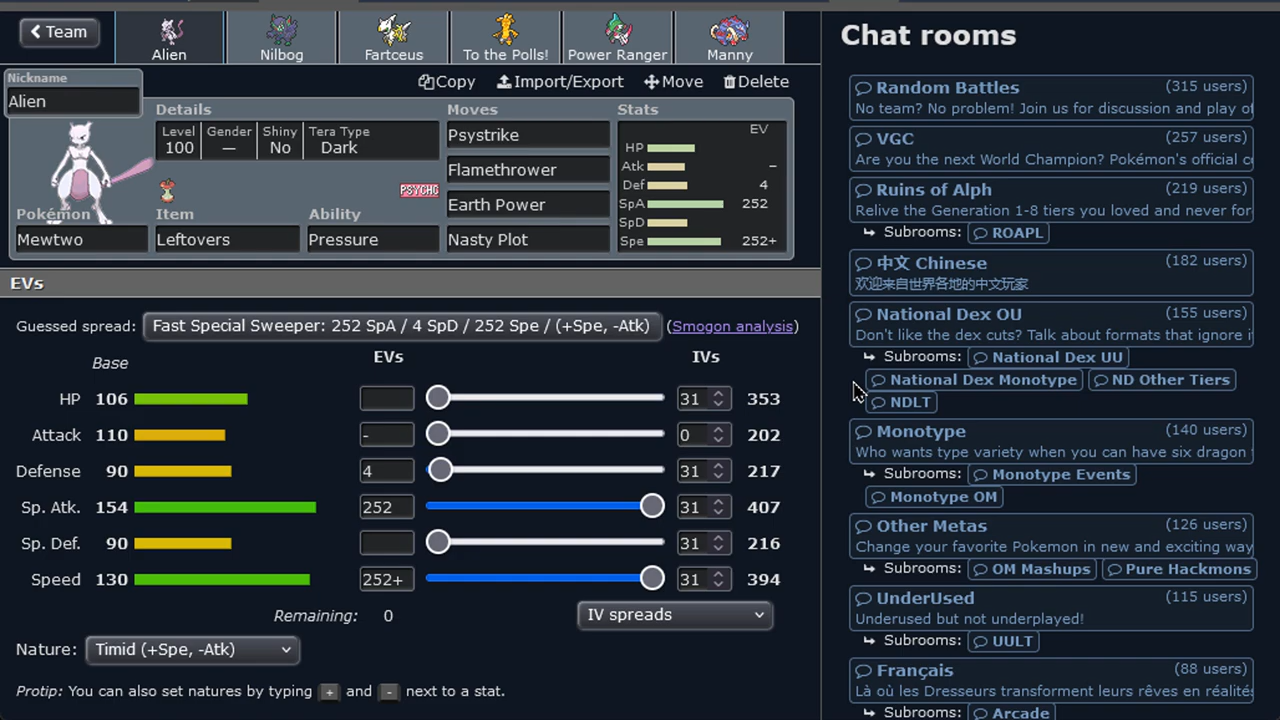 Team
Alien
Nilbog
Fartceus
To the Polls!
Power Ranger
Manny
Nickname
Alien
Copy
Import/Export
Move
Delete
Details
Level
100
Gender
—
Shiny
No
Tera Type
Dark
PSYCHC
Pokémon
Mewtwo
Item
Leftovers
Ability
Pressure
Moves
Psystrike
Flamethrower
Earth Power
Nasty Plot
Stats
EV
HP
Atk –
Def 4
SpA 252
SpD
Spe 252+
EVs
Guessed spread: Fast Special Sweeper: 252 SpA / 4 SpD / 252 Spe / (+Spe, -Atk) (Smogon analysis)
Base EVs IVs
HP 106 31 353
Attack 110 - 0 202
Defense 90 4 31 217
Sp. Atk. 154 252 31 407
Sp. Def. 90 31 216
Speed 130 252+ 31 394
Remaining: 0
IV spreads
Nature: Timid (+Spe, -Atk)
Protip: You can also set natures by typing + and - next to a stat.
Chat rooms
Random Battles (315 users)
No team? No problem! Join us for discussion and play of
VGC (257 users)
Are you the next World Champion? Pokémon's official c
Ruins of Alph (219 users)
Relive the Generation 1-8 tiers you loved and never for
Subrooms: ROAPL
中文 Chinese (182 users)
欢迎来自世界各地的中文玩家
National Dex OU (155 users)
Don't like the dex cuts? Talk about formats that ignore i
Subrooms: National Dex UU
National Dex Monotype ND Other Tiers
NDLT
Monotype (140 users)
Who wants type variety when you can have six dragon
Subrooms: Monotype Events
Monotype OM
Other Metas (126 users)
Change your favorite Pokemon in new and exciting way
Subrooms: OM Mashups Pure Hackmons
UnderUsed (115 users)
Underused but not underplayed!
Subrooms: UULT
Français (88 users)
Là où les Dresseurs transforment leurs rêves en réalité
Subrooms: Arcade